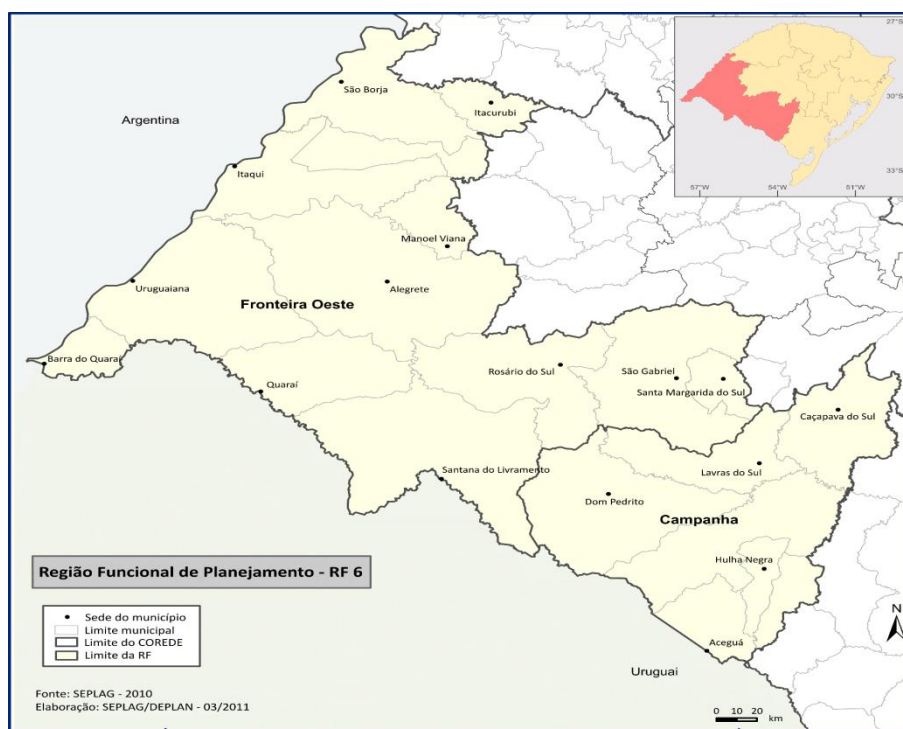 27°S
30°S
33°S
57°W
54°W
51°W
Argentina
São Borja
Itacurubi
Itaqui
Manoel Viana
Uruguaiana
Alegrete
Fronteira Oeste
Barra do Quaraí
Quaraí
Rosário do Sul
São Gabriel
Santa Margarida do Sul
Caçapava do Sul
Santana do Livramento
Lavras do Sul
Dom Pedrito
Campanha
Hulha Negra
Aceguá
Uruguai
Região Funcional de Planejamento - RF 6
Sede do município
Limite municipal
Limite do COREDE
Limite da RF
Fonte: SEPLAG - 2010
Elaboração: SEPLAG/DEPLAN - 03/2011
N
0 10 20
km